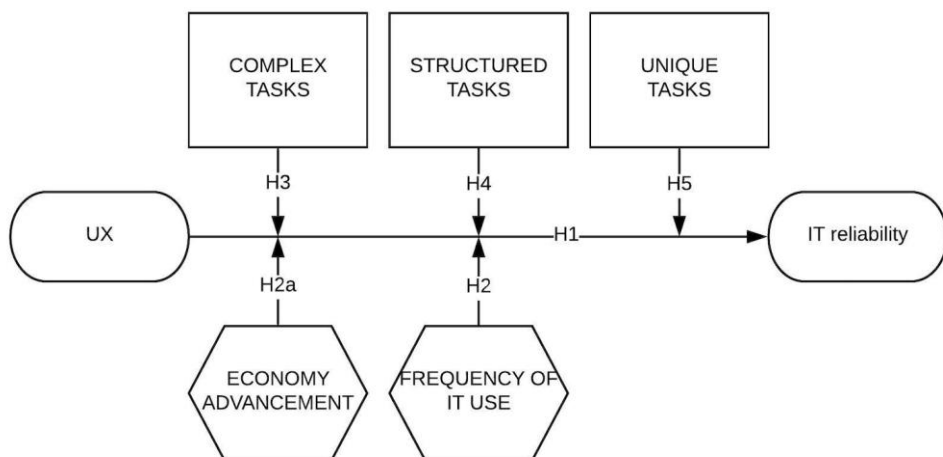 COMPLEX
TASKS
STRUCTURED
TASKS
UNIQUE
TASKS
H3
H4
H5
UX
H1
IT reliability
H2a
H2
ECONOMY
ADVANCEMENT
FREQUENCY OF
IT USE